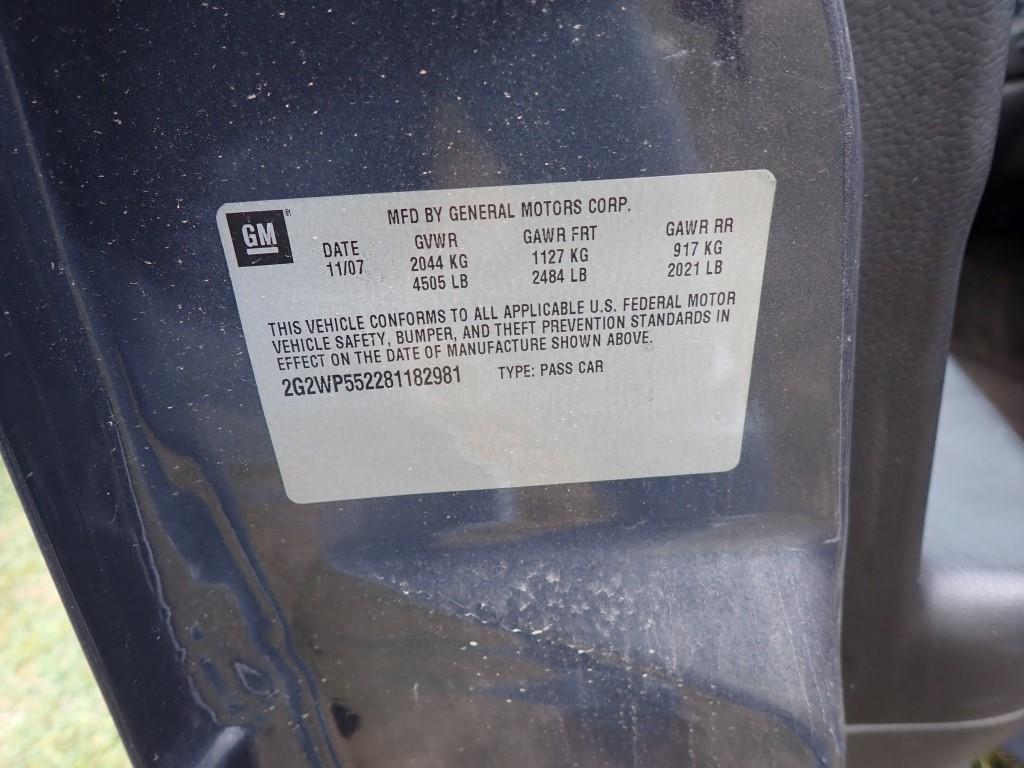 GM
MFD BY GENERAL MOTORS CORP.
DATE GVWR GAWR FRT GAWR RR
11/07 2044 KG 1127 KG 917 KG
4505 LB 2484 LB 2021 LB
THIS VEHICLE CONFORMS TO ALL APPLICABLE U.S. FEDERAL MOTOR
VEHICLE SAFETY, BUMPER, AND THEFT PREVENTION STANDARDS IN
EFFECT ON THE DATE OF MANUFACTURE SHOWN ABOVE.
2G2WP552281182981 TYPE: PASS CAR